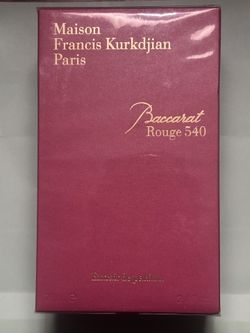 Maison
Francis Kurkdjian
Paris
Baccarat
Rouge 540